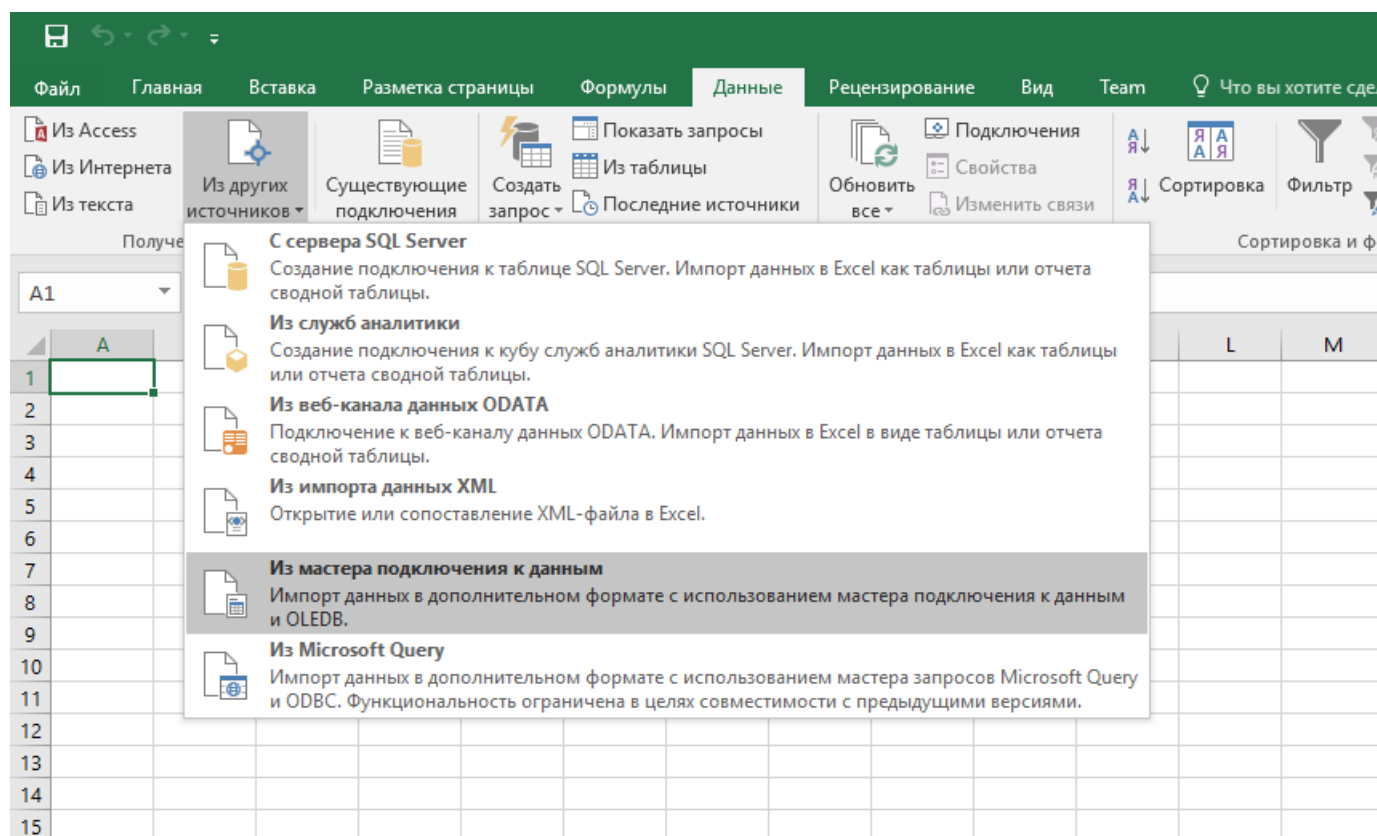 Файл Главная Вставка Разметка страницы Формулы Данные Рецензирование Вид Team Что вы хотите
Из Access
Из Интернета
Из текста
Из других
источников
Существующие
подключения
Создать
запрос
Показать запросы
Из таблицы
Последние источники
Обновить
все
Подключения
Свойства
Изменить связи
А
Я
Я
А
Я А
А Я
Сортировка
Фильтр
Сортировка и
С сервера SQL Server
Создание подключения к таблице SQL Server. Импорт данных в Excel как таблицы или отчета
сводной таблицы.
Из служб аналитики
Создание подключения к кубу служб аналитики SQL Server. Импорт данных в Excel как таблицы
или отчета сводной таблицы.
Из веб-канала данных ODATA
Подключение к веб-каналу данных ODATA. Импорт данных в Excel в виде таблицы или отчета
сводной таблицы.
Из импорта данных XML
Открытие или сопоставление XML-файла в Excel.
Из мастера подключения к данным
Импорт данных в дополнительном формате с использованием мастера подключения к данным
и OLEDB.
Из Microsoft Query
Импорт данных в дополнительном формате с использованием мастера запросов Microsoft Query
и ODBC. Функциональность ограничена в целях совместимости с предыдущими версиями.
A1
A L M
1
2
3
4
5
6
7
8
9
10
11
12
13
14
15